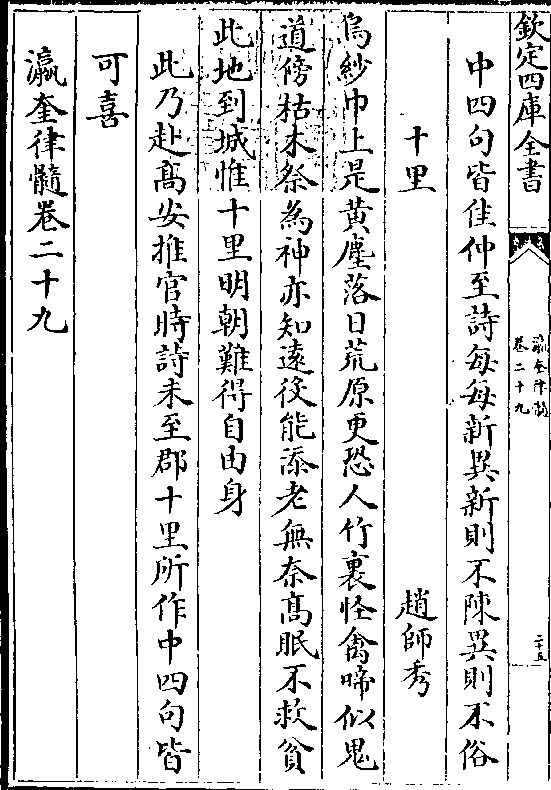 欽定四庫全書
瀛奎律髓
卷二十九
二十五
中四句皆佳仲至詩每每新異新則不陳異則不俗
十里　趙師秀
烏紗巾上是黄塵落日荒原更恐人竹裏怪禽啼似鬼
道傍枯木祭為神亦知遠役能添老無奈高眠不救貧
此地到城惟十里明朝難得自由身
此乃赴髙安推官時詩未至郡十里所作中四句皆
可喜
瀛奎律髓卷二十九